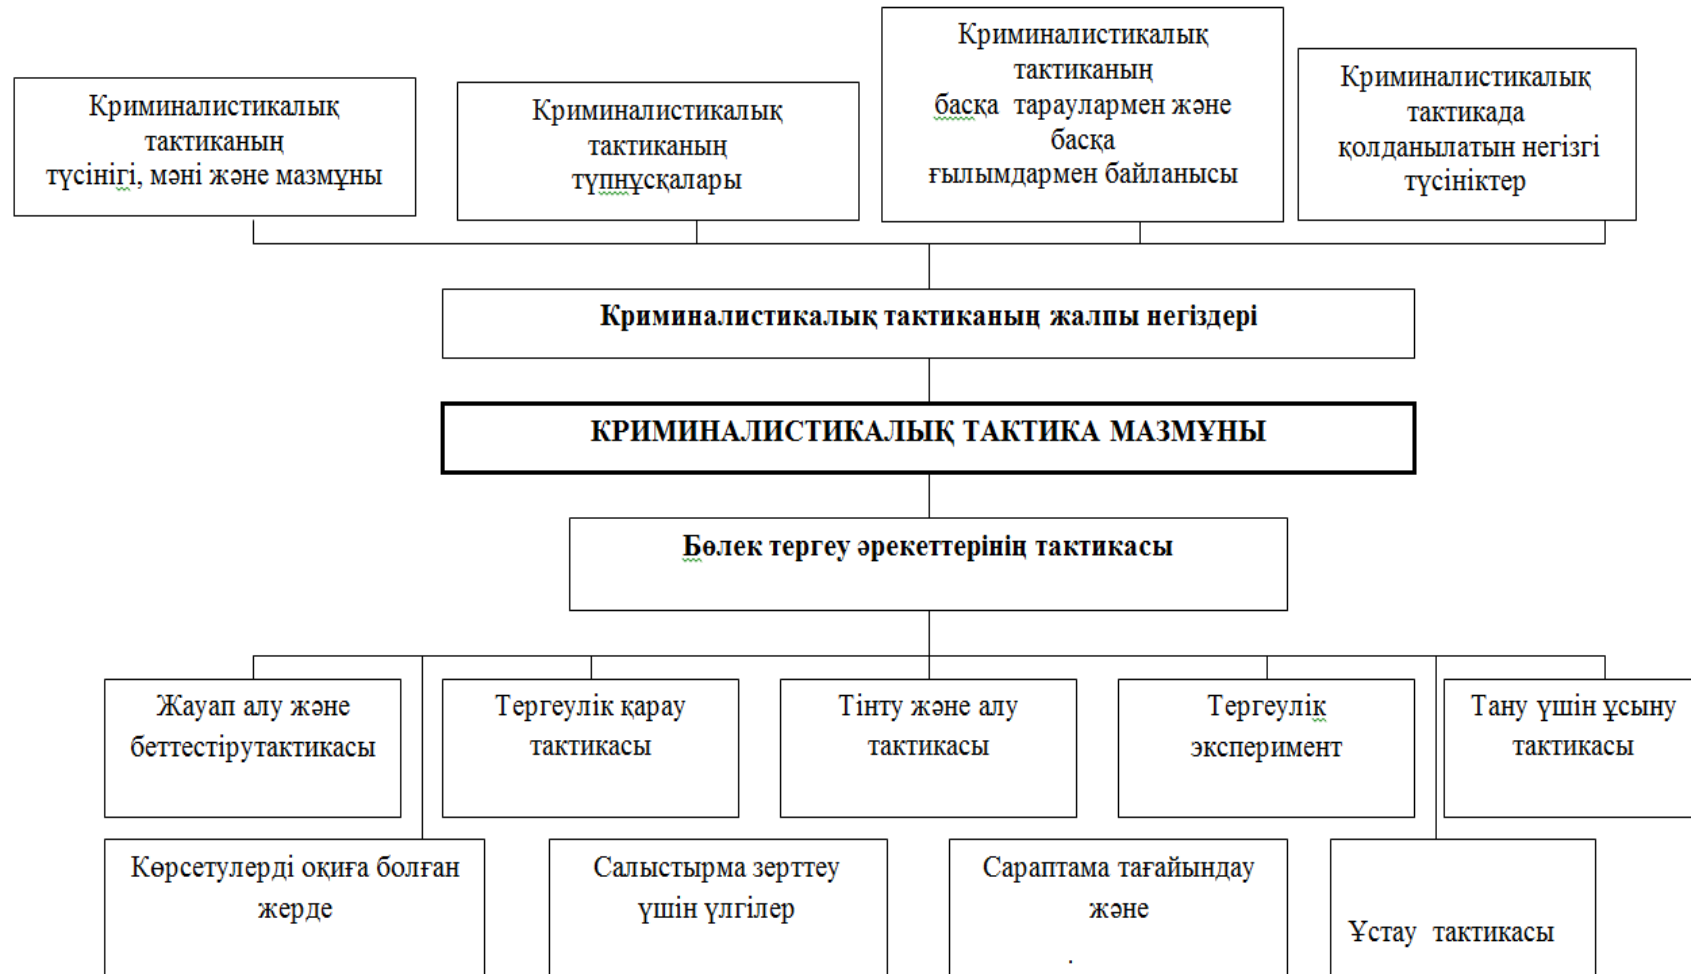 Криминалистикалық
тактиканың
түсінігі, мәні және мазмұны
Криминалистикалық
тактиканың
түпнұсқалары
Криминалистикалық
тактиканың
басқа тараулармен және
басқа
ғылымдармен байланысы
Криминалистикалық
тактикада
қолданылатын негізгі
түсініктер
Криминалистикалық тактиканың жалпы негіздері
КРИМИНАЛИСТИКАЛЫҚ ТАКТИКА МАЗМҰНЫ
Бөлек тергеу әрекеттерінің тактикасы
Жауап алу және
беттестірутактикасы
Тергеулік қарау
тактикасы
Тінту және алу
тактикасы
Тергеулік
эксперимент
Тану үшін ұсыну
тактикасы
Көрсетулерді оқиға болған
жерде
Салыстырма зерттеу
үшін үлгілер
Сараптама тағайындау
және
.
Ұстау тактикасы